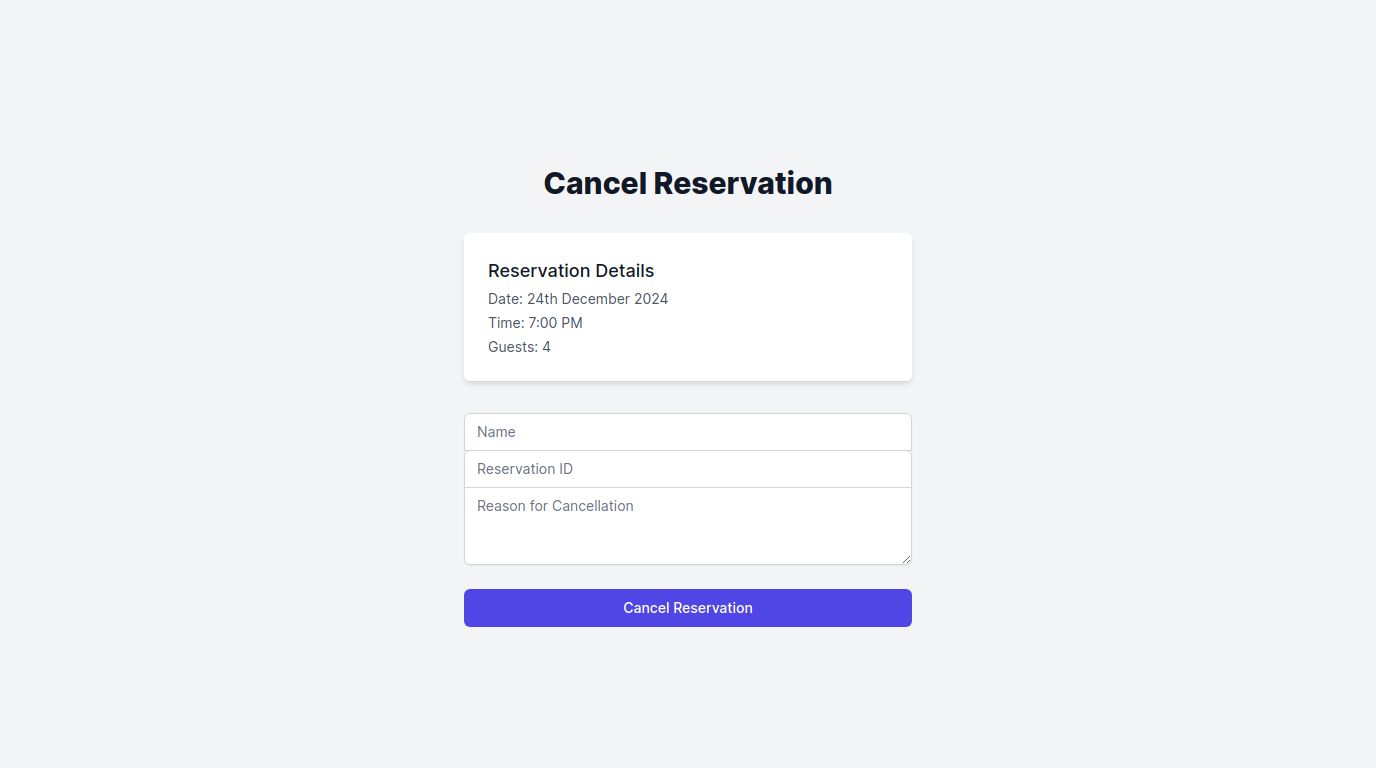 Cancel Reservation
Reservation Details
Date: 24th December 2024
Time: 7:00 PM
Guests: 4
Name
Reservation ID
Reason for Cancellation
Cancel Reservation